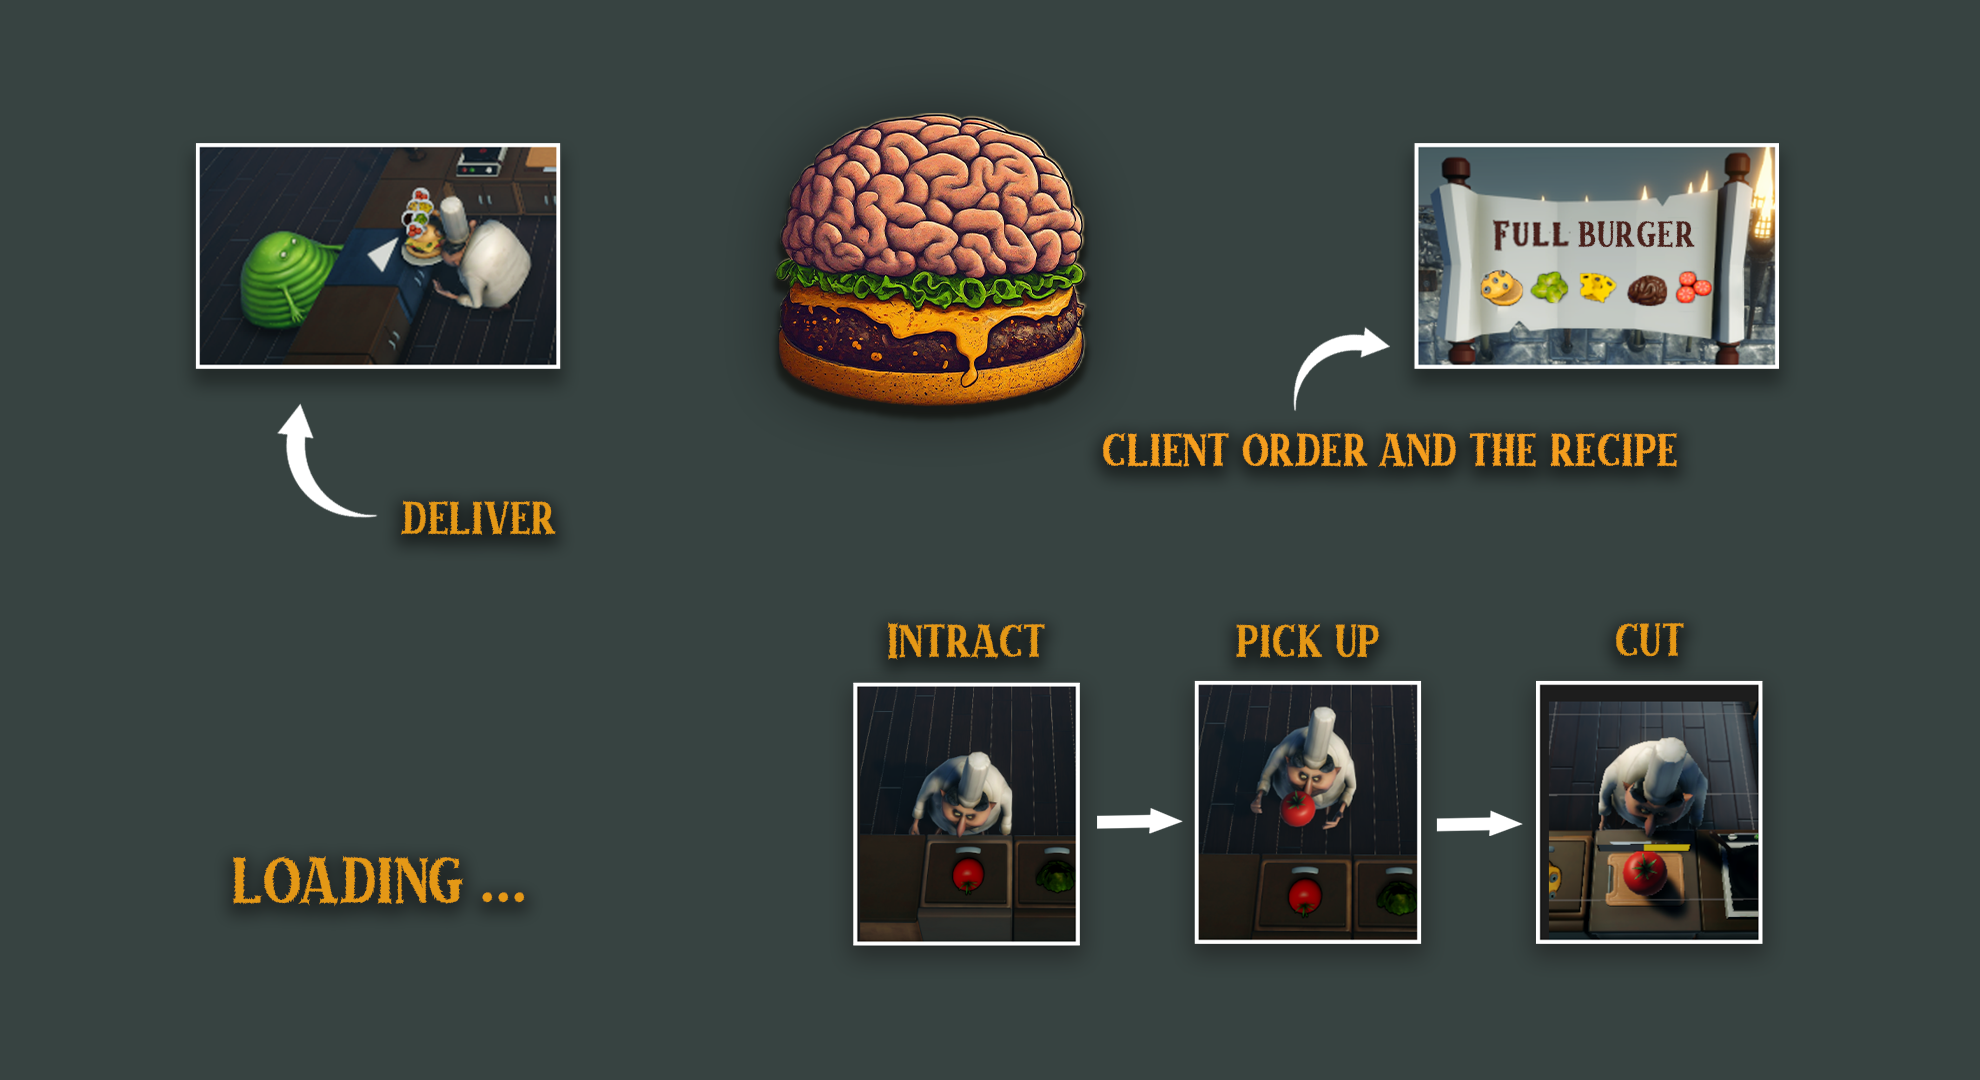 FULL BURGER
CLIENT ORDER AND THE RECIPE
DELIVER
INTRACT
PICK UP
CUT
LOADING ...